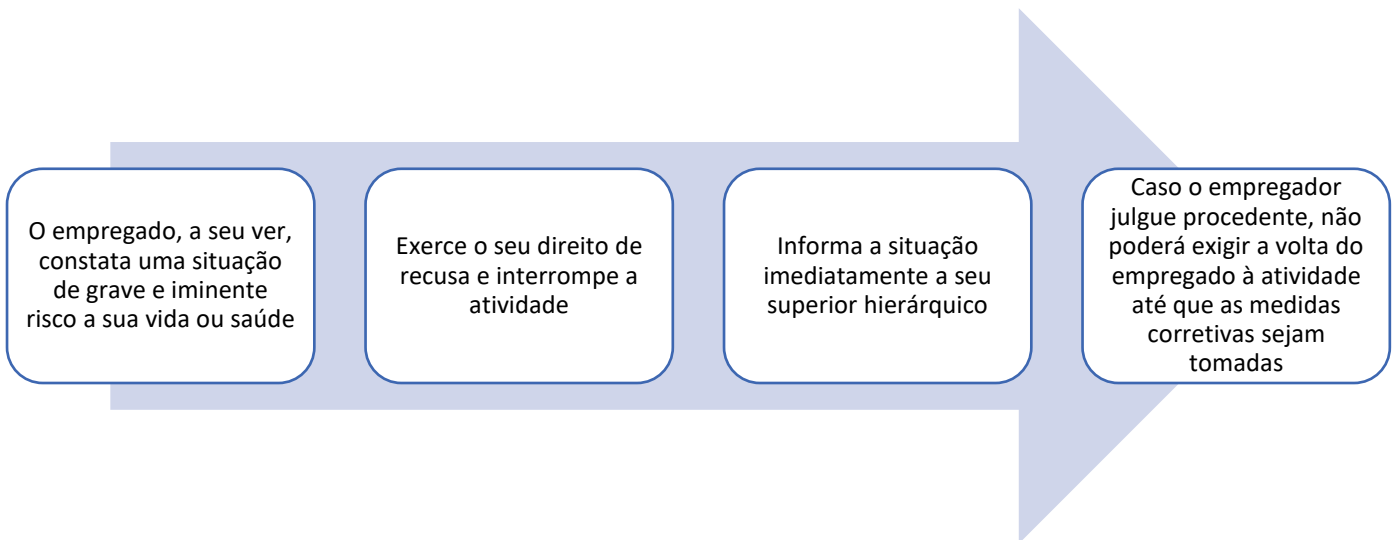 O empregado, a seu ver,
constata uma situação
de grave e iminente
risco a sua vida ou saúde
Exerce o seu direito de
recusa e interrompe a
atividade
Informa a situação
imediatamente a seu
superior hierárquico
Caso o empregador
julgue procedente, não
poderá exigir a volta do
empregado à atividade
até que as medidas
corretivas sejam
tomadas